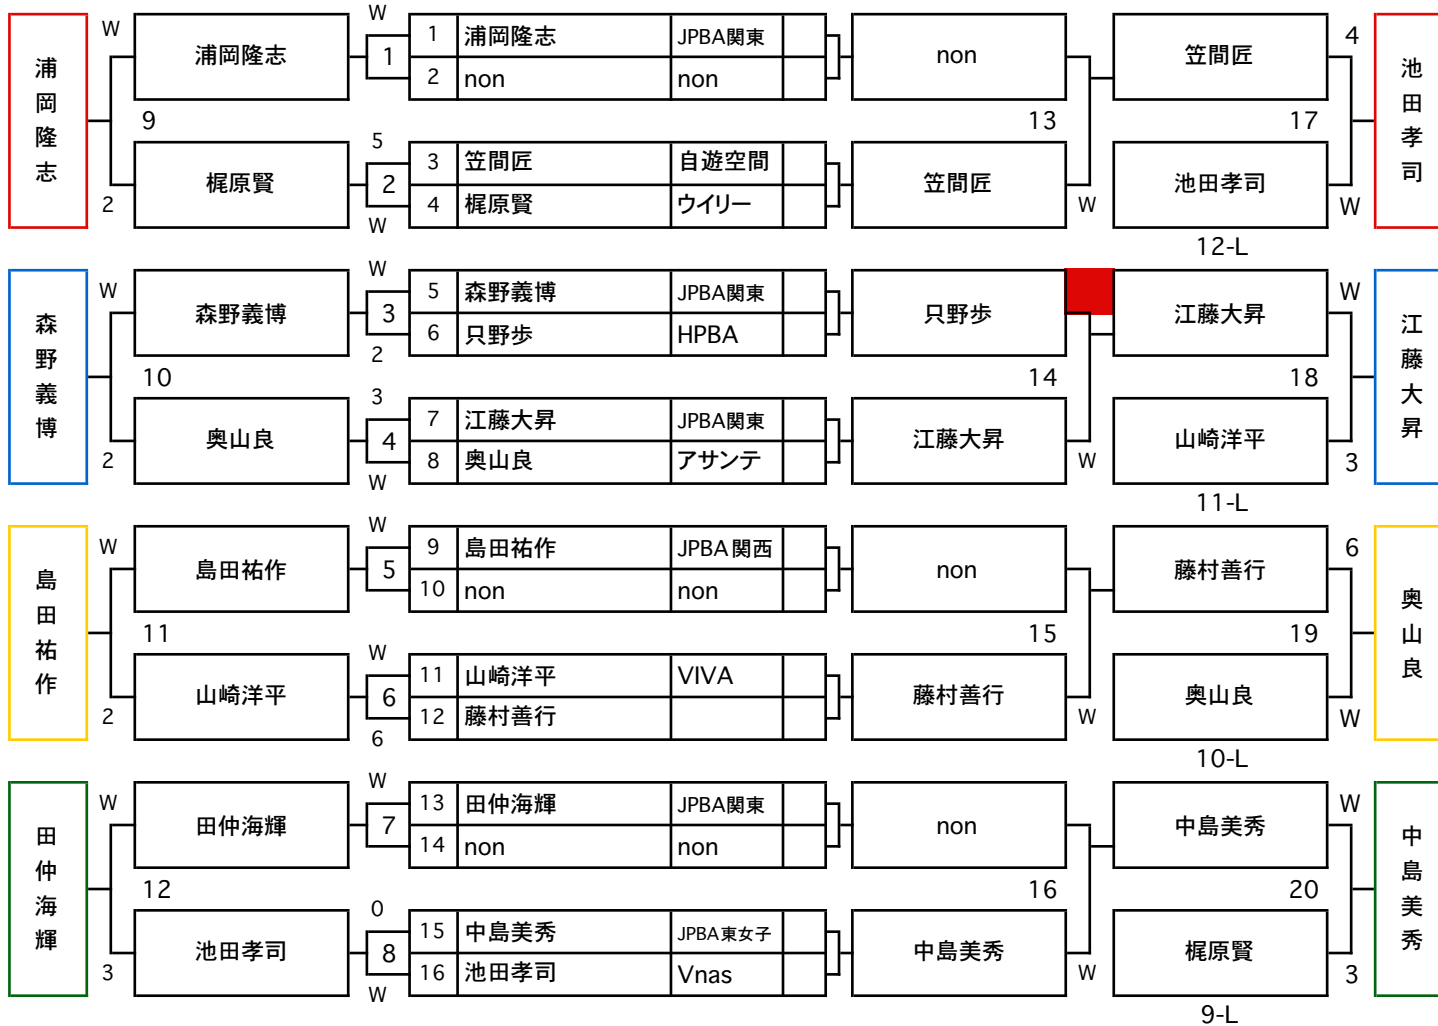 浦岡隆志
W
2
浦岡隆志
9
梶原賢
W
1
5
2
W
1 浦岡隆志 JPBA関東
2 non non
3 笠間匠 自遊空間
4 梶原賢 ウイリー
non
13
笠間匠
W
笠間匠
17
池田孝司
12-L
4
W
池田孝司
森野義博
W
2
森野義博
10
奥山良
W
3
2
3
4
W
5 森野義博 JPBA関東
6 只野歩 HPBA
7 江藤大昇 JPBA関東
8 奥山良 アサンテ
只野歩
14
江藤大昇
W
江藤大昇
18
山崎洋平
11-L
W
3
江藤大昇
島田祐作
W
2
島田祐作
11
山崎洋平
W
5
W
6
6
9 島田祐作 JPBA関西
10 non non
11 山崎洋平 VIVA
12 藤村善行
non
15
藤村善行
W
藤村善行
19
奥山良
10-L
6
W
奥山良
田仲海輝
W
3
田仲海輝
12
池田孝司
W
7
0
8
W
13 田仲海輝 JPBA関東
14 non non
15 中島美秀 JPBA東女子
16 池田孝司 Vnas
non
16
中島美秀
W
中島美秀
20
梶原賢
9-L
W
3
中島美秀